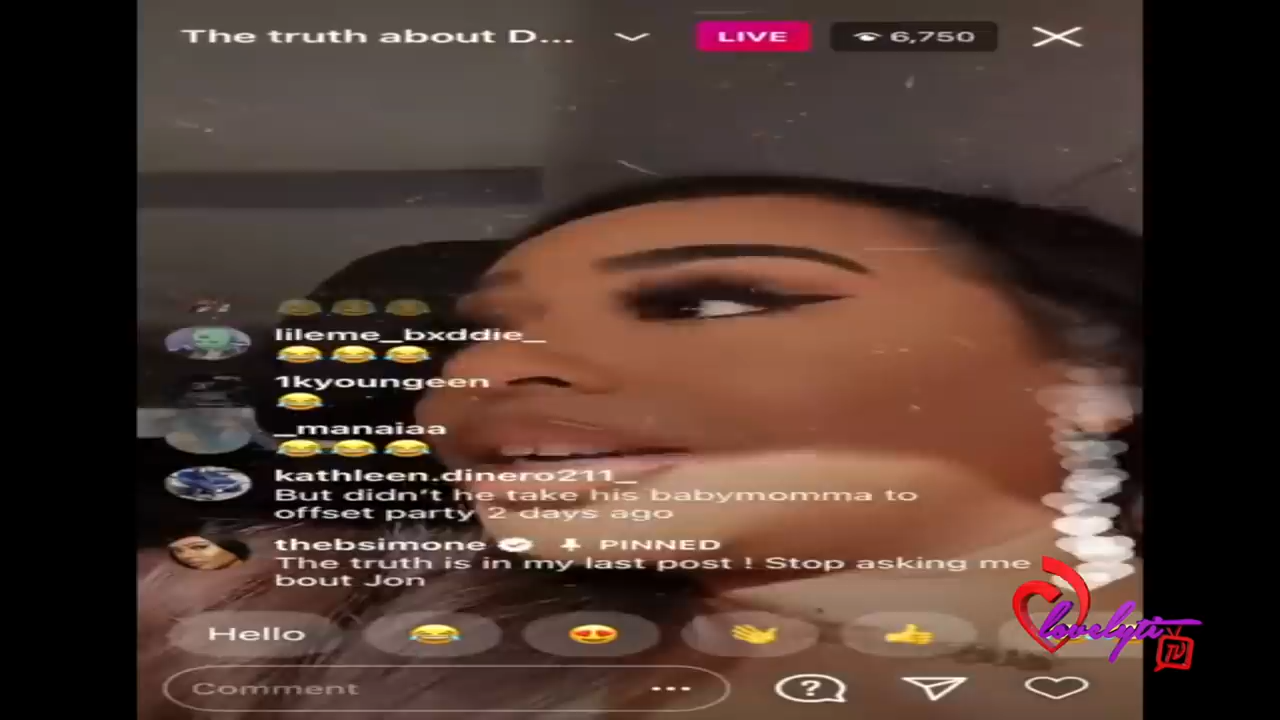 The truth about D...
LIVE
6,750
lileme_bxddie_
😂😂😂
1kyoungeen
😂
_manaiaa
😂😂😂
kathleen.dinero211_
But didn't he take his babymomma to
offset party 2 days ago
thebsimone PINNED
The truth is in my last post ! Stop asking me
bout Jon
Hello
Comment
lovelyti
TV